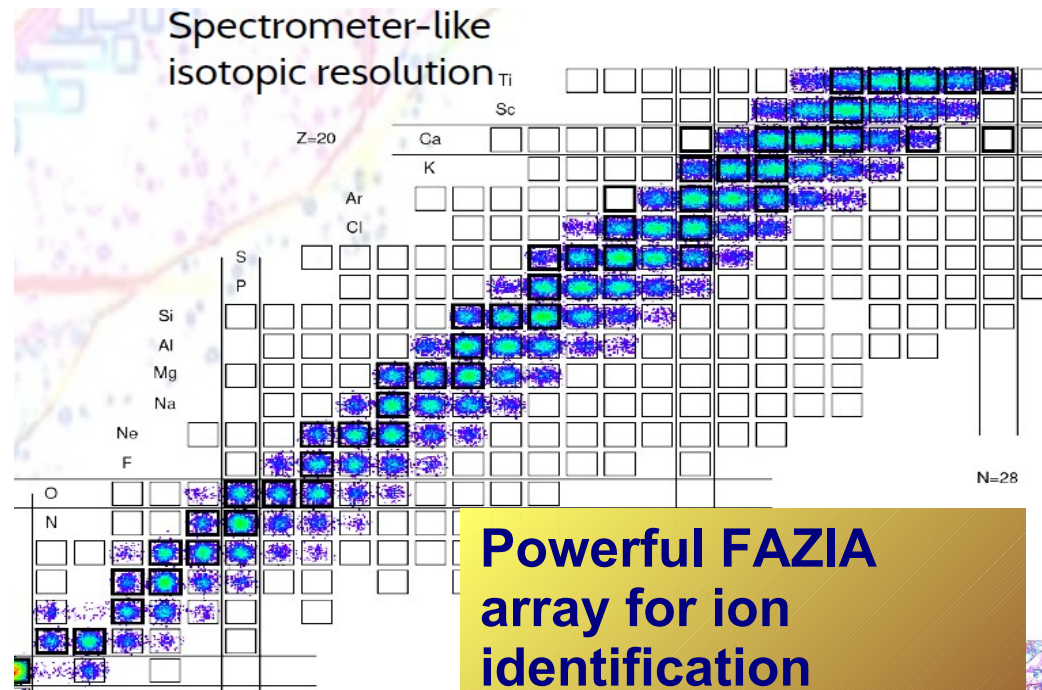 Spectrometer-like
isotopic resolution
Ti
Sc
Z=20
Ca
K
Ar
Cl
S
P
Si
Al
Mg
Na
Ne
F
N=28
O
N
Powerful FAZIA
array for ion
identification